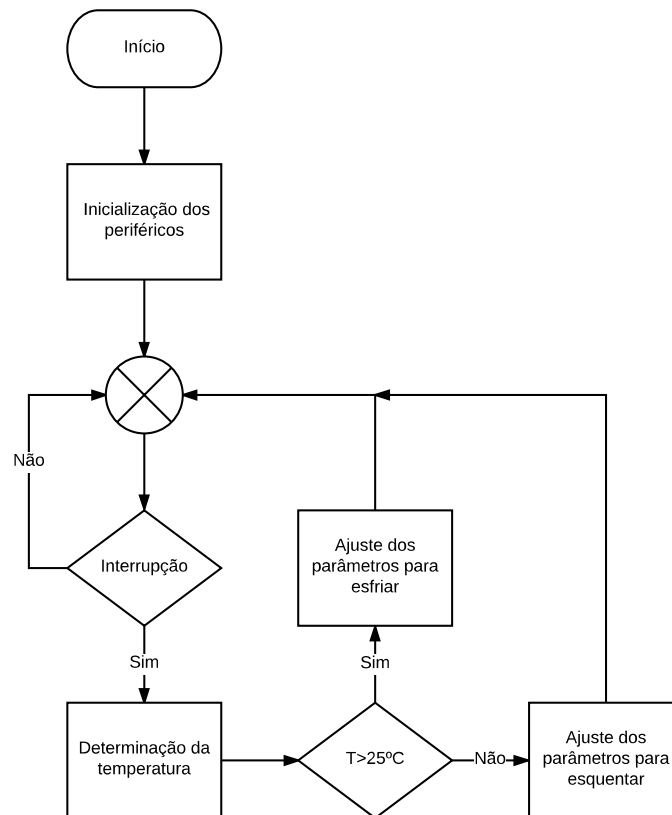 Início
Inicialização dos
periféricos
Não
Interrupção
Sim
Determinação da
temperatura
T>25ºC
Sim
Ajuste dos
parâmetros para
esfriar
Não
Ajuste dos
parâmetros para
esquentar